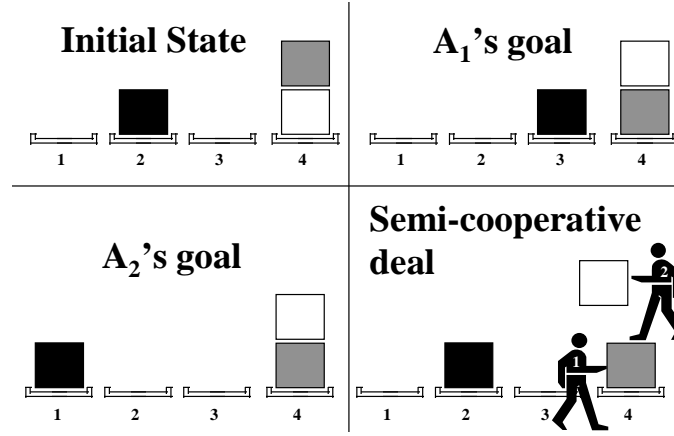 Initial State
1 2 3 4
A₁'s goal
1 2 3 4
A₂'s goal
1 2 3 4
Semi-cooperative
deal
2
1
1 2 3 4